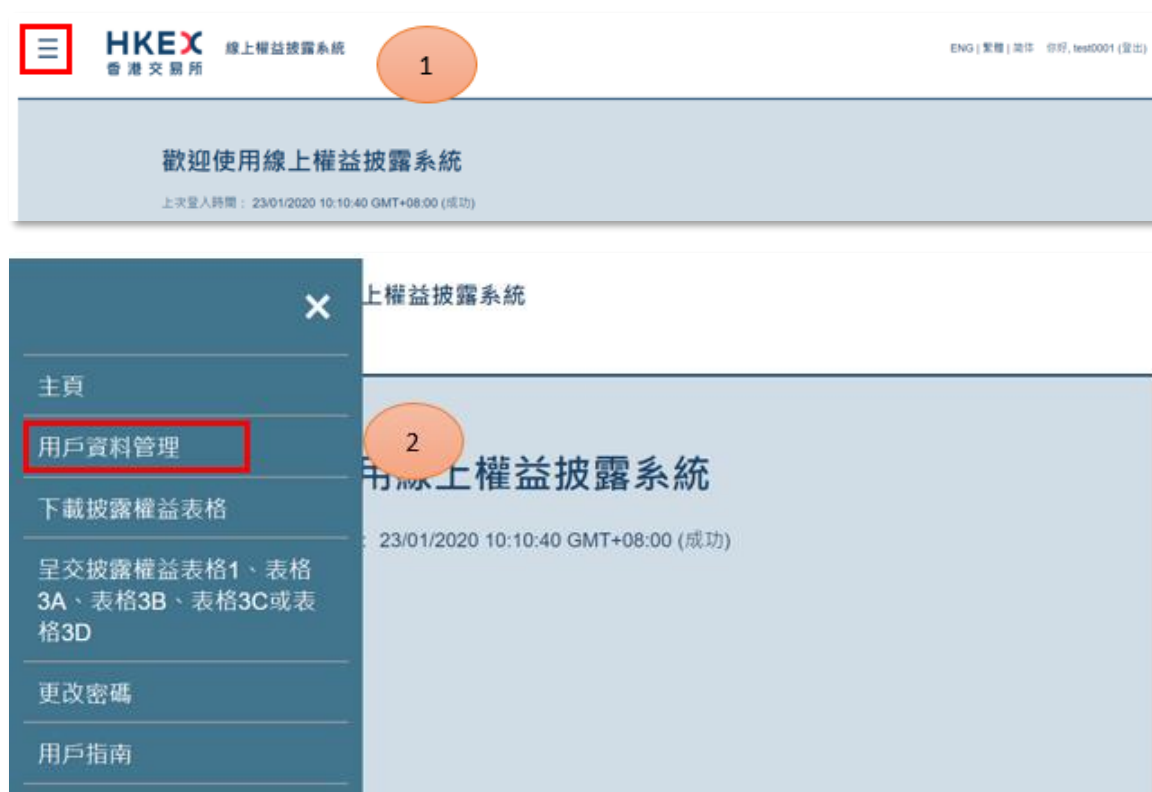 HKEX 線上權益披露系統
香港交易所
1
ENG | 繁體 | 简体 你好, test0001 (登出)
歡迎使用線上權益披露系統
上次登入時間： 23/01/2020 10:10:40 GMT+08:00 (成功)
×
上權益披露系統
主頁
用戶資料管理
2
用線上權益披露系統
： 23/01/2020 10:10:40 GMT+08:00 (成功)
下載披露權益表格
呈交披露權益表格1、表格
3A、表格3B、表格3C或表
格3D
更改密碼
用戶指南